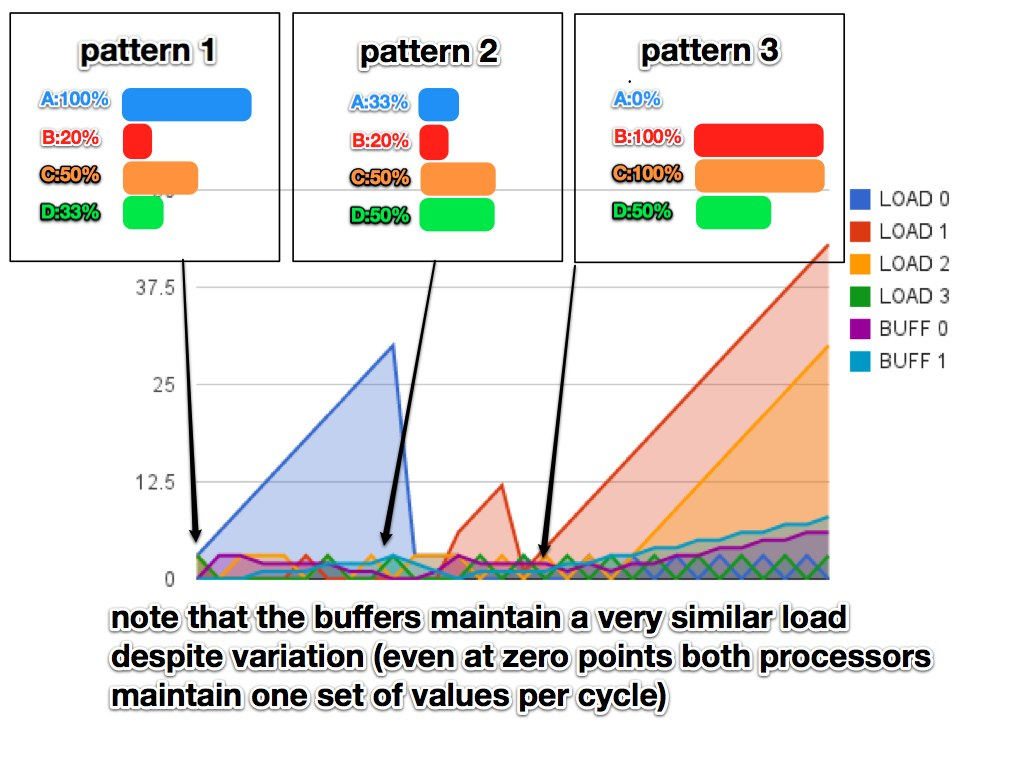 pattern 1
A:100%
B:20%
C:50%
D:33%
pattern 2
A:33%
B:20%
C:50%
D:50%
pattern 3
A:0%
B:100%
C:100%
D:50%
LOAD 0
LOAD 1
LOAD 2
LOAD 3
BUFF 0
BUFF 1
37.5
25
12.5
0
note that the buffers maintain a very similar load
despite variation (even at zero points both processors
maintain one set of values per cycle)